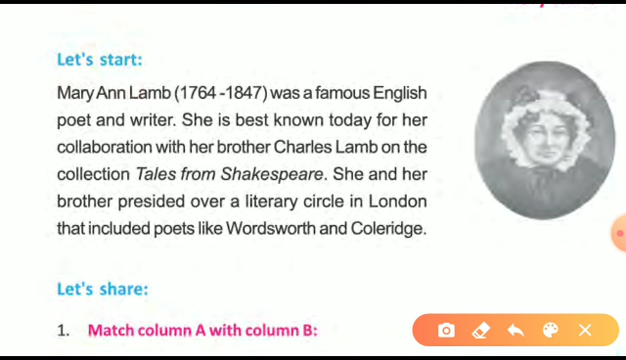 Let's start:
Mary Ann Lamb (1764 -1847) was a famous English
poet and writer. She is best known today for her
collaboration with her brother Charles Lamb on the
collection Tales from Shakespeare. She and her
brother presided over a literary circle in London
that included poets like Wordsworth and Coleridge.
Let's share:
1. Match column A with column B: